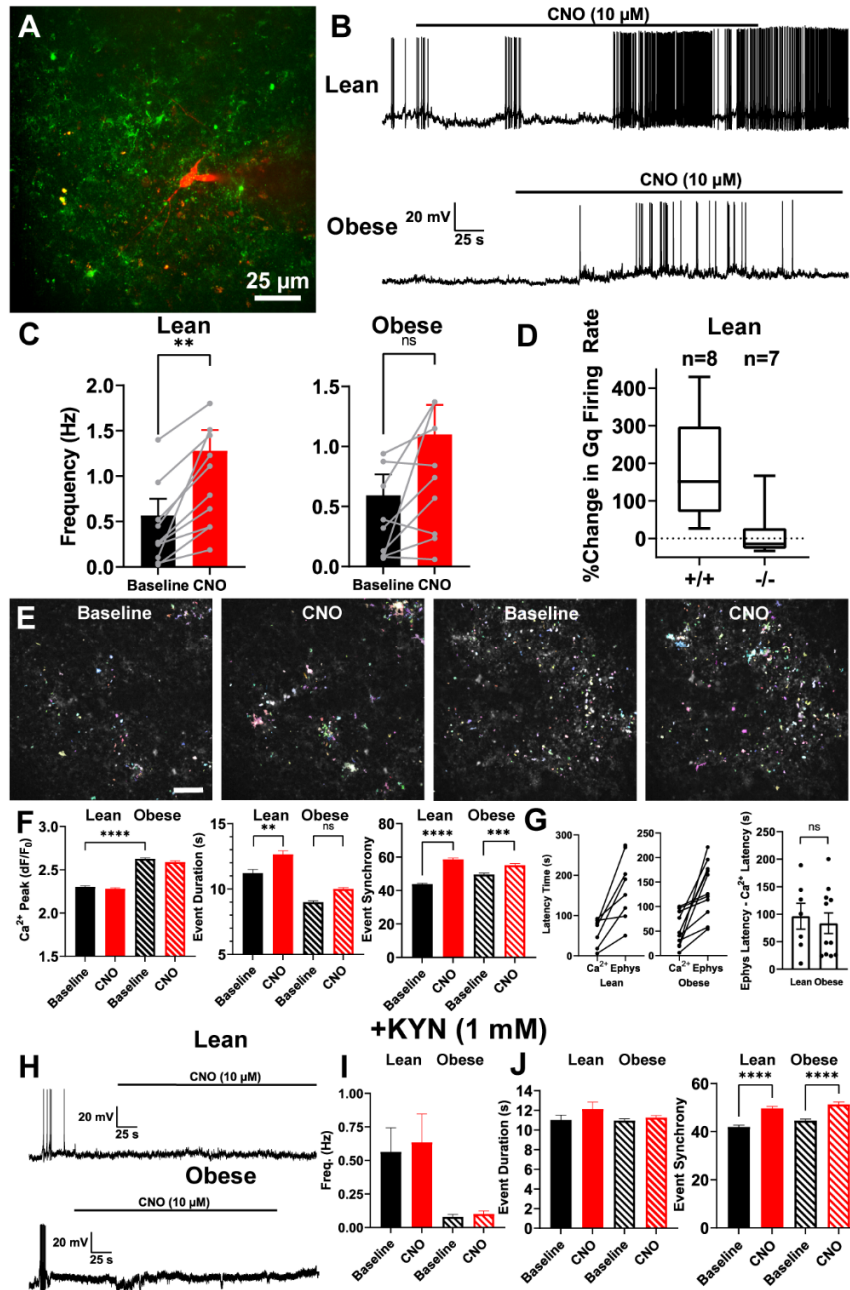 A
25 µm
B
CNO (10 µM)
Lean
CNO (10 µM)
20 mV
25 s
Obese
C
Lean
**
Frequency (Hz)
2.0
1.5
1.0
0.5
0.0
Baseline CNO
Obese
ns
1.5
1.0
0.5
0.0
Baseline CNO
D
Lean
n=8 n=7
%Change in Gq Firing Rate
400
300
200
100
0
+/+ -/-
E
Baseline
CNO
Baseline
CNO
F
Lean Obese
****
Ca2+ Peak (dF/F0)
3.0
2.5
2.0
1.5
Baseline
CNO
Baseline
CNO
Lean Obese
** ns
Event Duration (s)
15
10
5
Baseline
CNO
Baseline
CNO
Lean Obese
**** ***
Event Synchrony
80
60
40
20
0
Baseline
CNO
Baseline
CNO
G
Latency Time (s)
300
200
100
0
Ca2+ Ephys
Lean
250
200
150
100
50
0
Ca2+ Ephys
Obese
Ephys Latency - Ca2+ Latency (s)
ns
250
200
150
100
50
0
Lean Obese
+KYN (1 mM)
H
Lean
CNO (10 µM)
20 mV
25 s
Obese
CNO (10 µM)
20 mV
25 s
I
Lean Obese
Freq. (Hz)
1.00
0.75
0.50
0.25
0.00
Baseline
CNO
Baseline
CNO
J
Lean Obese
Event Duration (s)
14
12
10
8
6
4
2
0
Baseline
CNO
Baseline
CNO
Lean Obese
**** ****
Event Synchrony
60
40
20
0
Baseline
CNO
Baseline
CNO